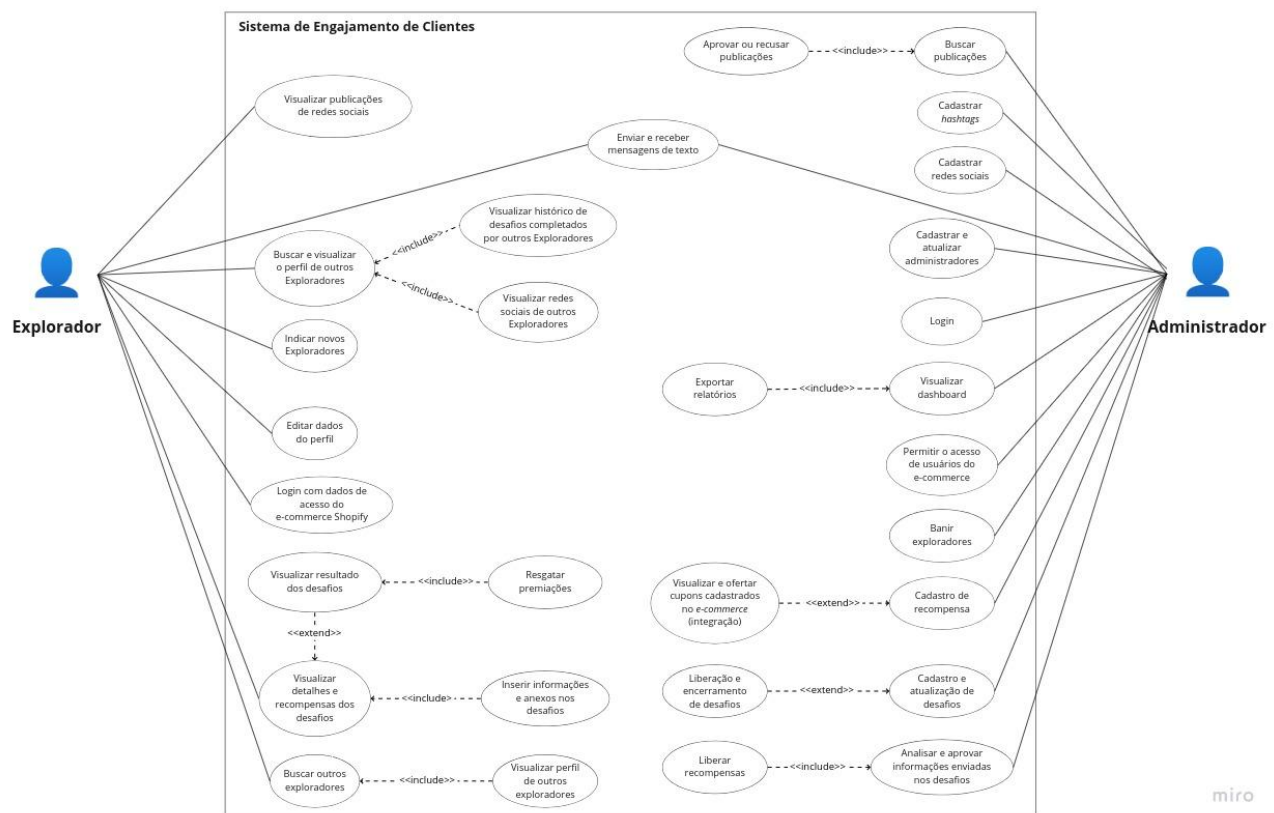 Sistema de Engajamento de Clientes
Aprovar ou recusar
publicações
<<include>>
Buscar
publicações
Visualizar publicações
de redes sociais
Cadastrar
hashtags
Enviar e receber
mensagens de texto
Cadastrar
redes sociais
Visualizar histórico de
desafios completados
por outros Exploradores
<<include>>
Buscar e visualizar
o perfil de outros
Exploradores
<<include>>
Visualizar redes
sociais de outros
Exploradores
Cadastrar e
atualizar
administradores
Explorador
Administrador
Login
Indicar novos
Exploradores
Exportar
relatórios
<<include>>
Visualizar
dashboard
Editar dados
do perfil
Permitir o acesso
de usuários do
e-commerce
Login com dados de
acesso do
e-commerce Shopify
Banir
exploradores
Visualizar resultado
dos desafios
<<include>>
Resgatar
premiações
Visualizar e ofertar
cupons cadastrados
no e-commerce
(integração)
<<extend>>
Cadastro de
recompensa
<<extend>>
Visualizar
detalhes e
recompensas dos
desafios
<<include>
Inserir informações
e anexos nos
desafios
Liberação e
encerramento
de desafios
<<extend>>
Cadastro e
atualização de
desafios
Buscar outros
exploradores
<<include>>
Visualizar perfil
de outros
exploradores
Liberar
recompensas
<<include>>
Analisar e aprovar
informações enviadas
nos desafios
miro